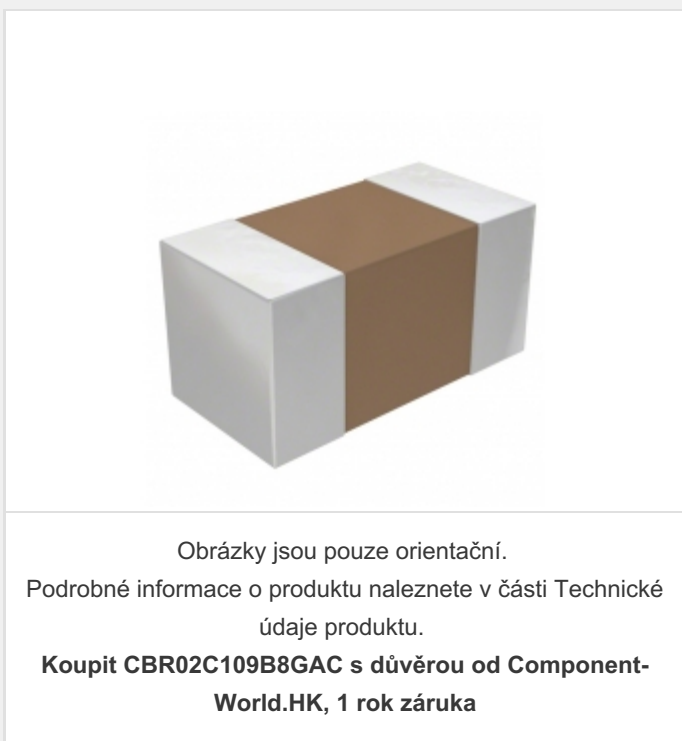 Obrázky jsou pouze orientační.
Podrobné informace o produktu naleznete v části Technické
údaje produktu.
Koupit CBR02C109B8GAC s důvěrou od Component-
World.HK, 1 rok záruka